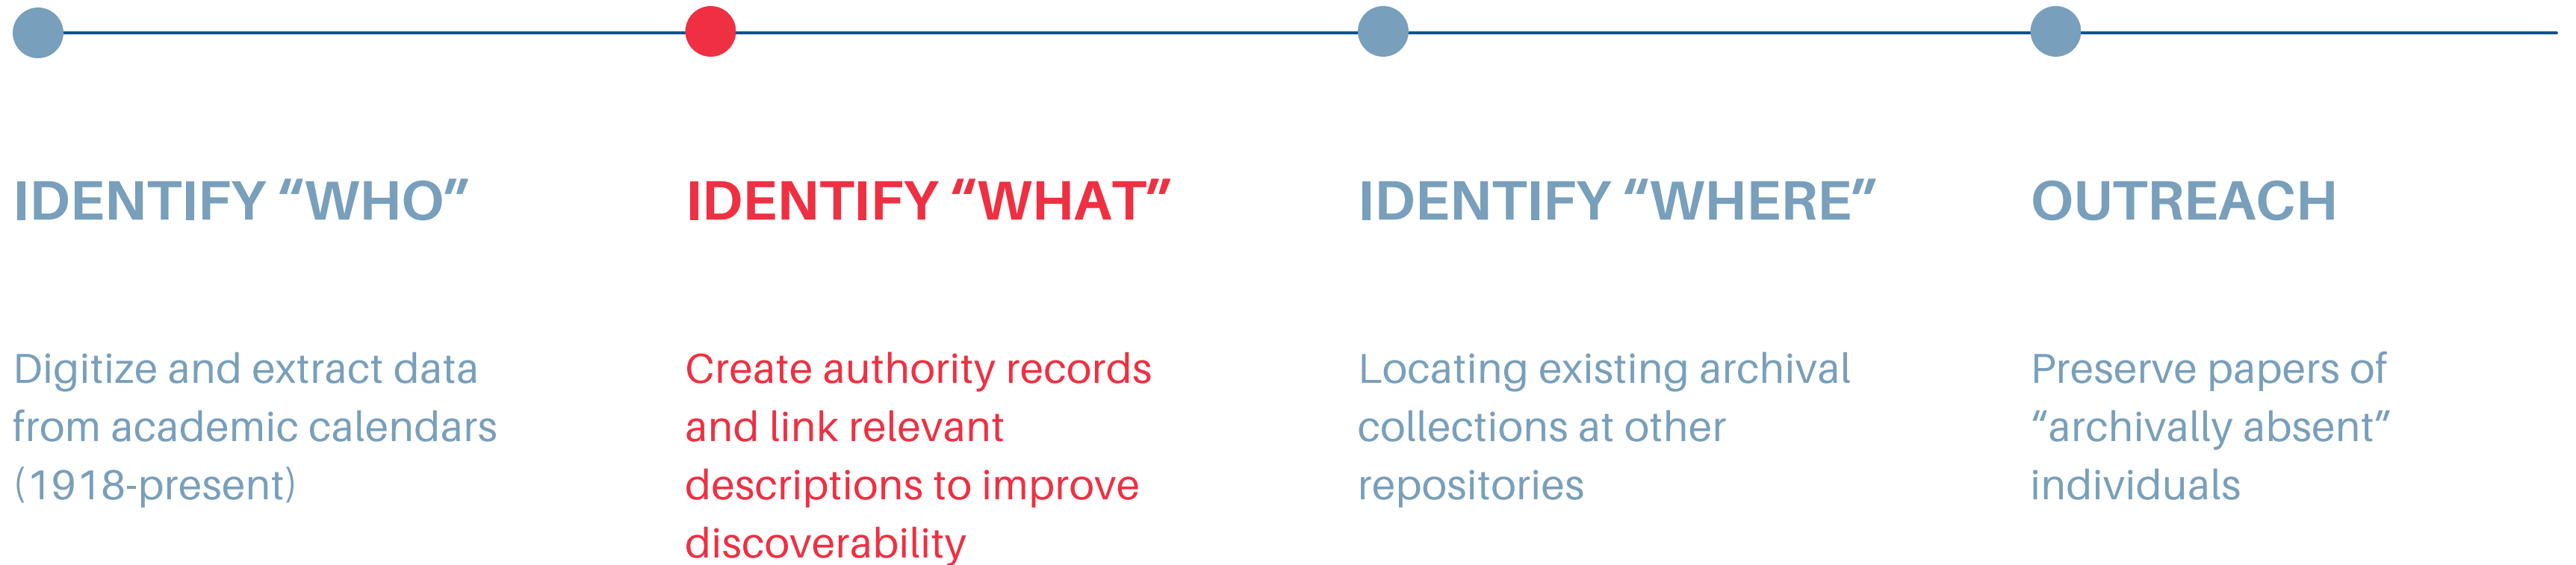 IDENTIFY “WHO”
Digitize and extract data
from academic calendars
(1918-present)
IDENTIFY “WHAT”
Create authority records
and link relevant
descriptions to improve
discoverability
IDENTIFY “WHERE”
Locating existing archival
collections at other
repositories
OUTREACH
Preserve papers of
“archivally absent”
individuals